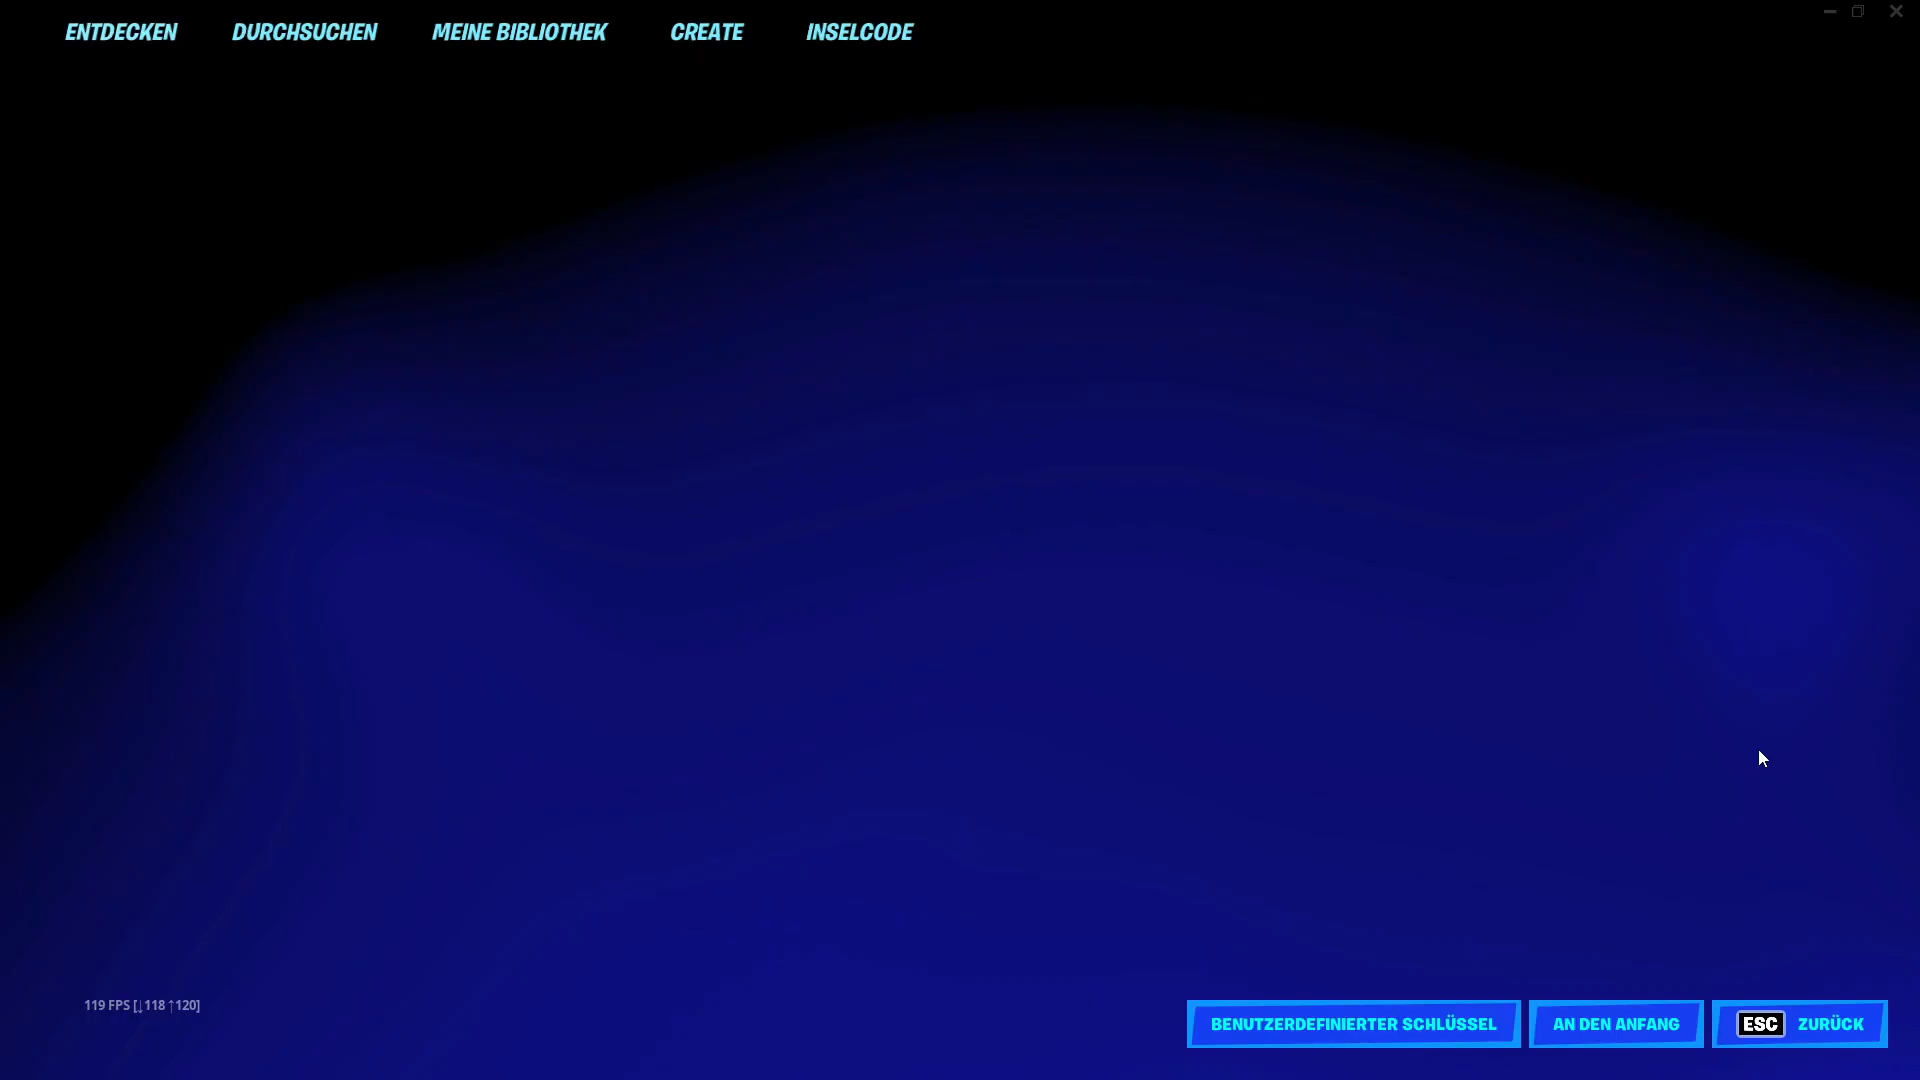 ENTDECKEN DURCHSUCHEN MEINE BIBLIOTHEK CREATE INSELCODE
119 FPS [↓118 ↑120]
BENUTZERDEFINIERTER SCHLÜSSEL AN DEN ANFANG ESC ZURÜCK